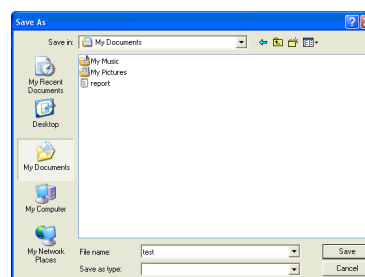 Save As
Save in:
My Documents
My Recent
Documents
Desktop
My Documents
My Computer
My Network
Places
My Music
My Pictures
report
File name:
test
Save
Save as type:
Cancel